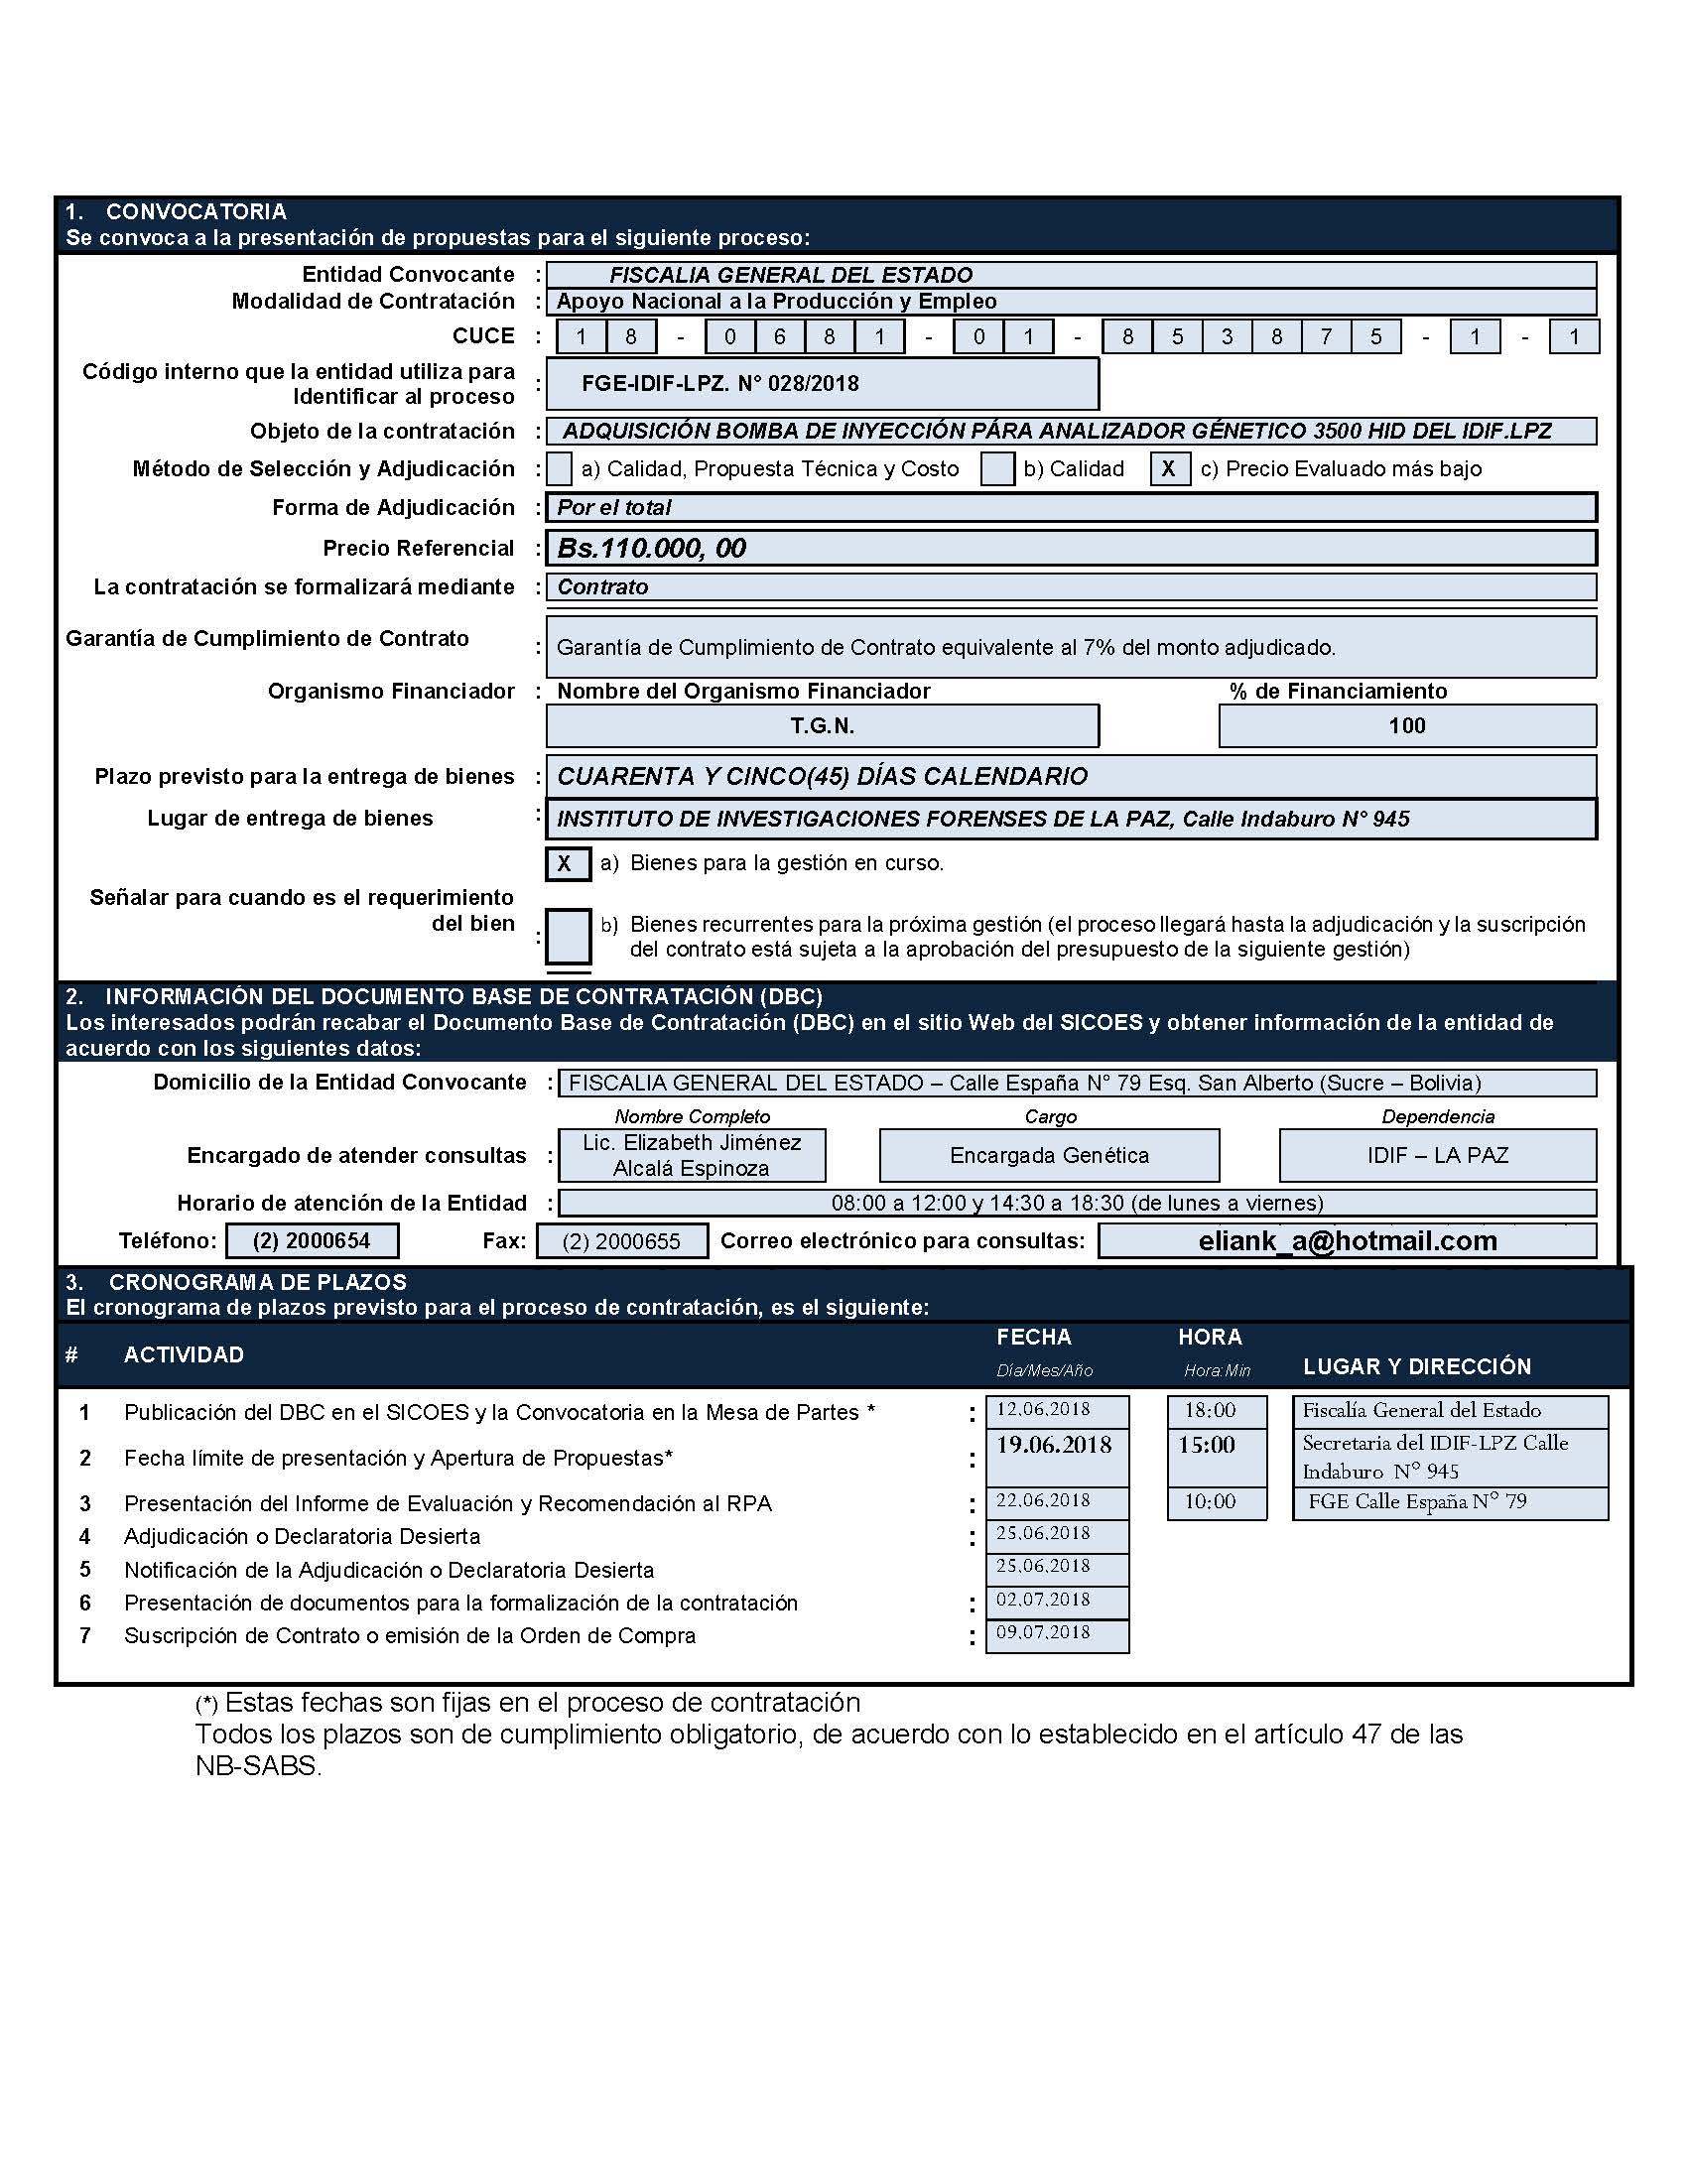 1. CONVOCATORIA
Se convoca a la presentación de propuestas para el siguiente proceso:
Entidad Convocante : FISCALIA GENERAL DEL ESTADO
Modalidad de Contratación : Apoyo Nacional a la Producción y Empleo
CUCE : 1 8 - 0 6 8 1 - 0 1 - 8 5 3 8 7 5 - 1 - 1
Código interno que la entidad utiliza para
Identificar al proceso : FGE-IDIF-LPZ. N° 028/2018
Objeto de la contratación : ADQUISICIÓN BOMBA DE INYECCIÓN PÁRA ANALIZADOR GÉNETICO 3500 HID DEL IDIF.LPZ
Método de Selección y Adjudicación : a) Calidad, Propuesta Técnica y Costo b) Calidad X c) Precio Evaluado más bajo
Forma de Adjudicación : Por el total
Precio Referencial : Bs.110.000, 00
La contratación se formalizará mediante : Contrato
Garantía de Cumplimiento de Contrato : Garantía de Cumplimiento de Contrato equivalente al 7% del monto adjudicado.
Organismo Financiador : Nombre del Organismo Financiador % de Financiamiento
T.G.N. 100
Plazo previsto para la entrega de bienes : CUARENTA Y CINCO(45) DÍAS CALENDARIO
Lugar de entrega de bienes : INSTITUTO DE INVESTIGACIONES FORENSES DE LA PAZ, Calle Indaburo N° 945
X a) Bienes para la gestión en curso.
Señalar para cuando es el requerimiento
del bien : b) Bienes recurrentes para la próxima gestión (el proceso llegará hasta la adjudicación y la suscripción
del contrato está sujeta a la aprobación del presupuesto de la siguiente gestión)
2. INFORMACIÓN DEL DOCUMENTO BASE DE CONTRATACIÓN (DBC)
Los interesados podrán recabar el Documento Base de Contratación (DBC) en el sitio Web del SICOES y obtener información de la entidad de
acuerdo con los siguientes datos:
Domicilio de la Entidad Convocante : FISCALIA GENERAL DEL ESTADO – Calle España N° 79 Esq. San Alberto (Sucre – Bolivia)
Nombre Completo Cargo Dependencia
Encargado de atender consultas : Lic. Elizabeth Jiménez
Alcalá Espinoza Encargada Genética IDIF – LA PAZ
Horario de atención de la Entidad : 08:00 a 12:00 y 14:30 a 18:30 (de lunes a viernes)
Teléfono: (2) 2000654 Fax: (2) 2000655 Correo electrónico para consultas: eliank_a@hotmail.com
3. CRONOGRAMA DE PLAZOS
El cronograma de plazos previsto para el proceso de contratación, es el siguiente:
# ACTIVIDAD FECHA HORA LUGAR Y DIRECCIÓN
Día/Mes/Año Hora:Min
1 Publicación del DBC en el SICOES y la Convocatoria en la Mesa de Partes * : 12.06.2018 18:00 Fiscalía General del Estado
2 Fecha límite de presentación y Apertura de Propuestas* : 19.06.2018 15:00 Secretaria del IDIF-LPZ Calle
Indaburo N° 945
3 Presentación del Informe de Evaluación y Recomendación al RPA : 22.06.2018 10:00 FGE Calle España N° 79
4 Adjudicación o Declaratoria Desierta : 25.06.2018
5 Notificación de la Adjudicación o Declaratoria Desierta 25.06.2018
6 Presentación de documentos para la formalización de la contratación : 02.07.2018
7 Suscripción de Contrato o emisión de la Orden de Compra : 09.07.2018
(*) Estas fechas son fijas en el proceso de contratación
Todos los plazos son de cumplimiento obligatorio, de acuerdo con lo establecido en el artículo 47 de las
NB-SABS.